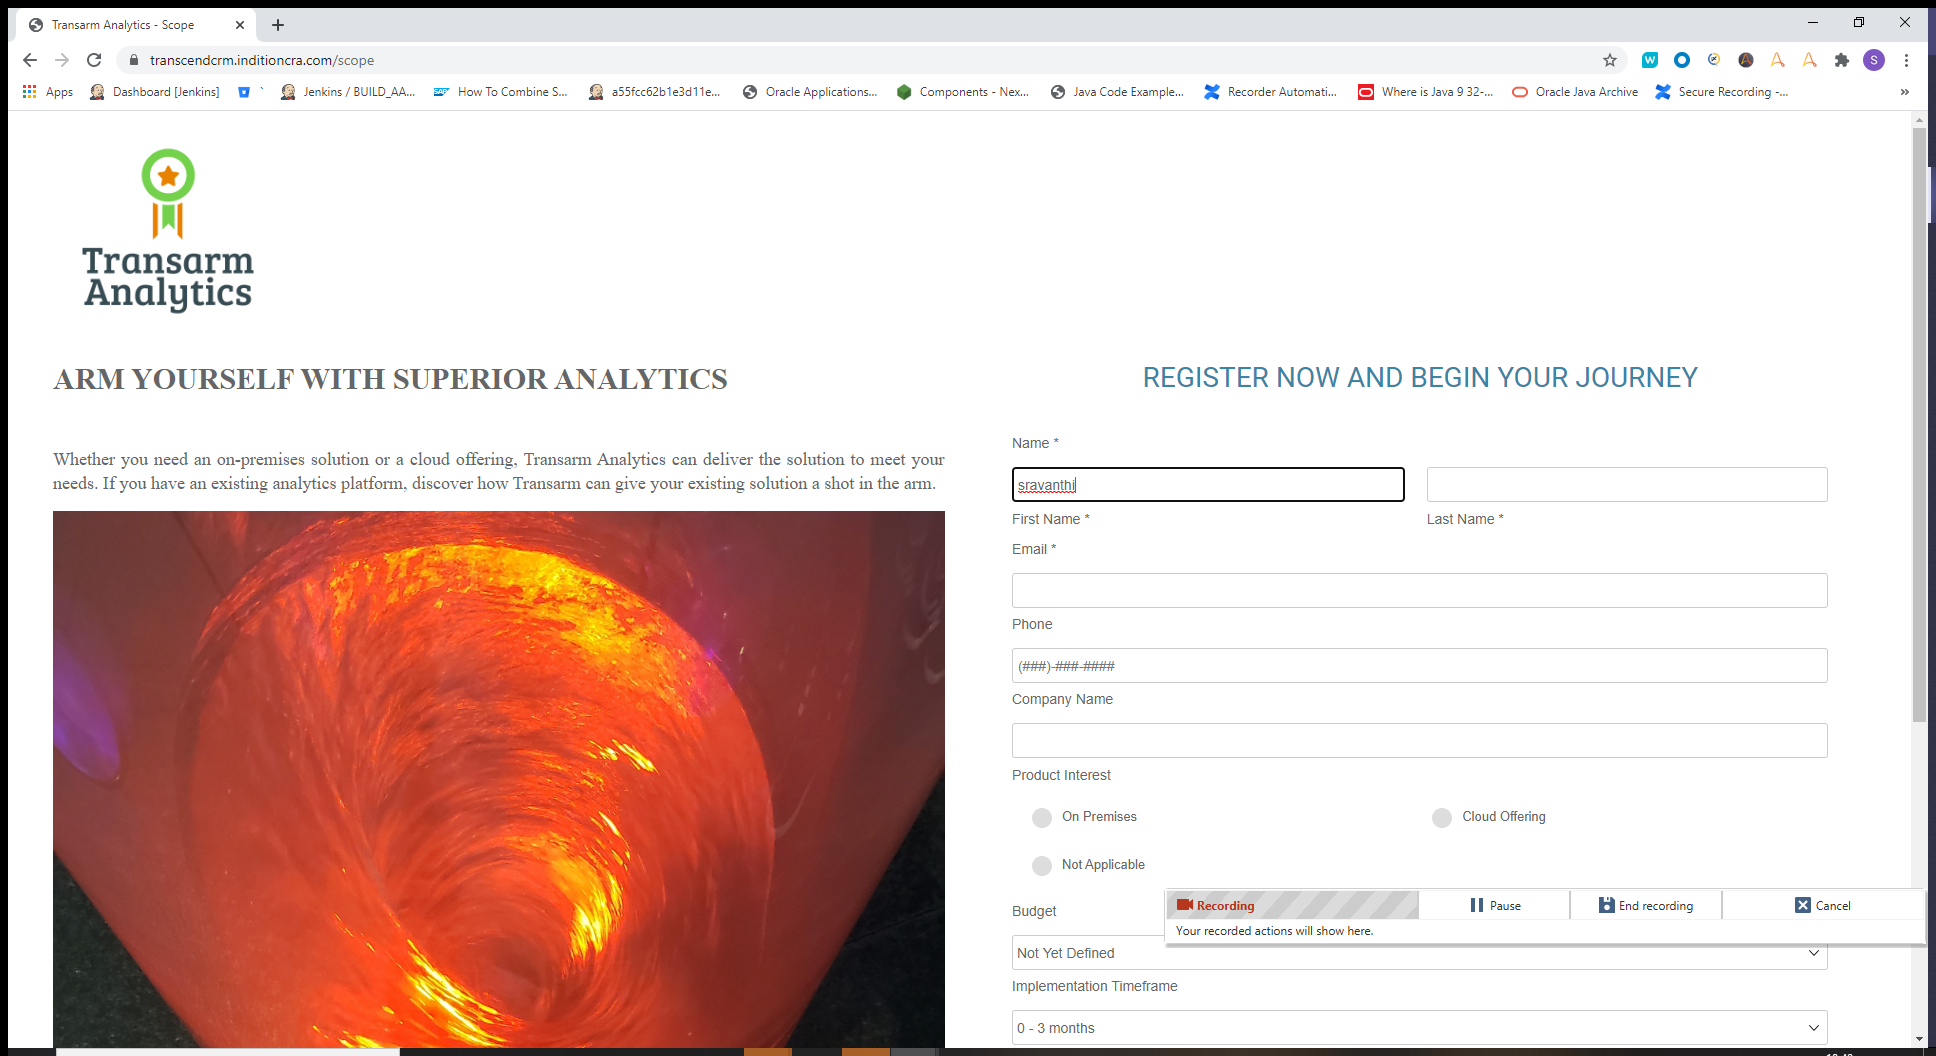 Transarm Analytics - Scope
transcendcrm.inditioncra.com/scope
W A S
Apps Dashboard [Jenkins] Jenkins / BUILD_AA... SAP How To Combine S... a55fcc62b1e3d11e... Oracle Applications... Components - Nex... Java Code Example... Recorder Automati... Where is Java 9 32-... Oracle Java Archive Secure Recording -... »
Transarm
Analytics
ARM YOURSELF WITH SUPERIOR ANALYTICS
Whether you need an on-premises solution or a cloud offering, Transarm Analytics can deliver the solution to meet your
needs. If you have an existing analytics platform, discover how Transarm can give your existing solution a shot in the arm.
REGISTER NOW AND BEGIN YOUR JOURNEY
Name *
sravanthi
First Name * Last Name *
Email *
Phone
(###)-###-####
Company Name
Product Interest
On Premises Cloud Offering
Not Applicable
Budget
Not Yet Defined
Implementation Timeframe
0 - 3 months
Recording Pause End recording Cancel
Your recorded actions will show here.